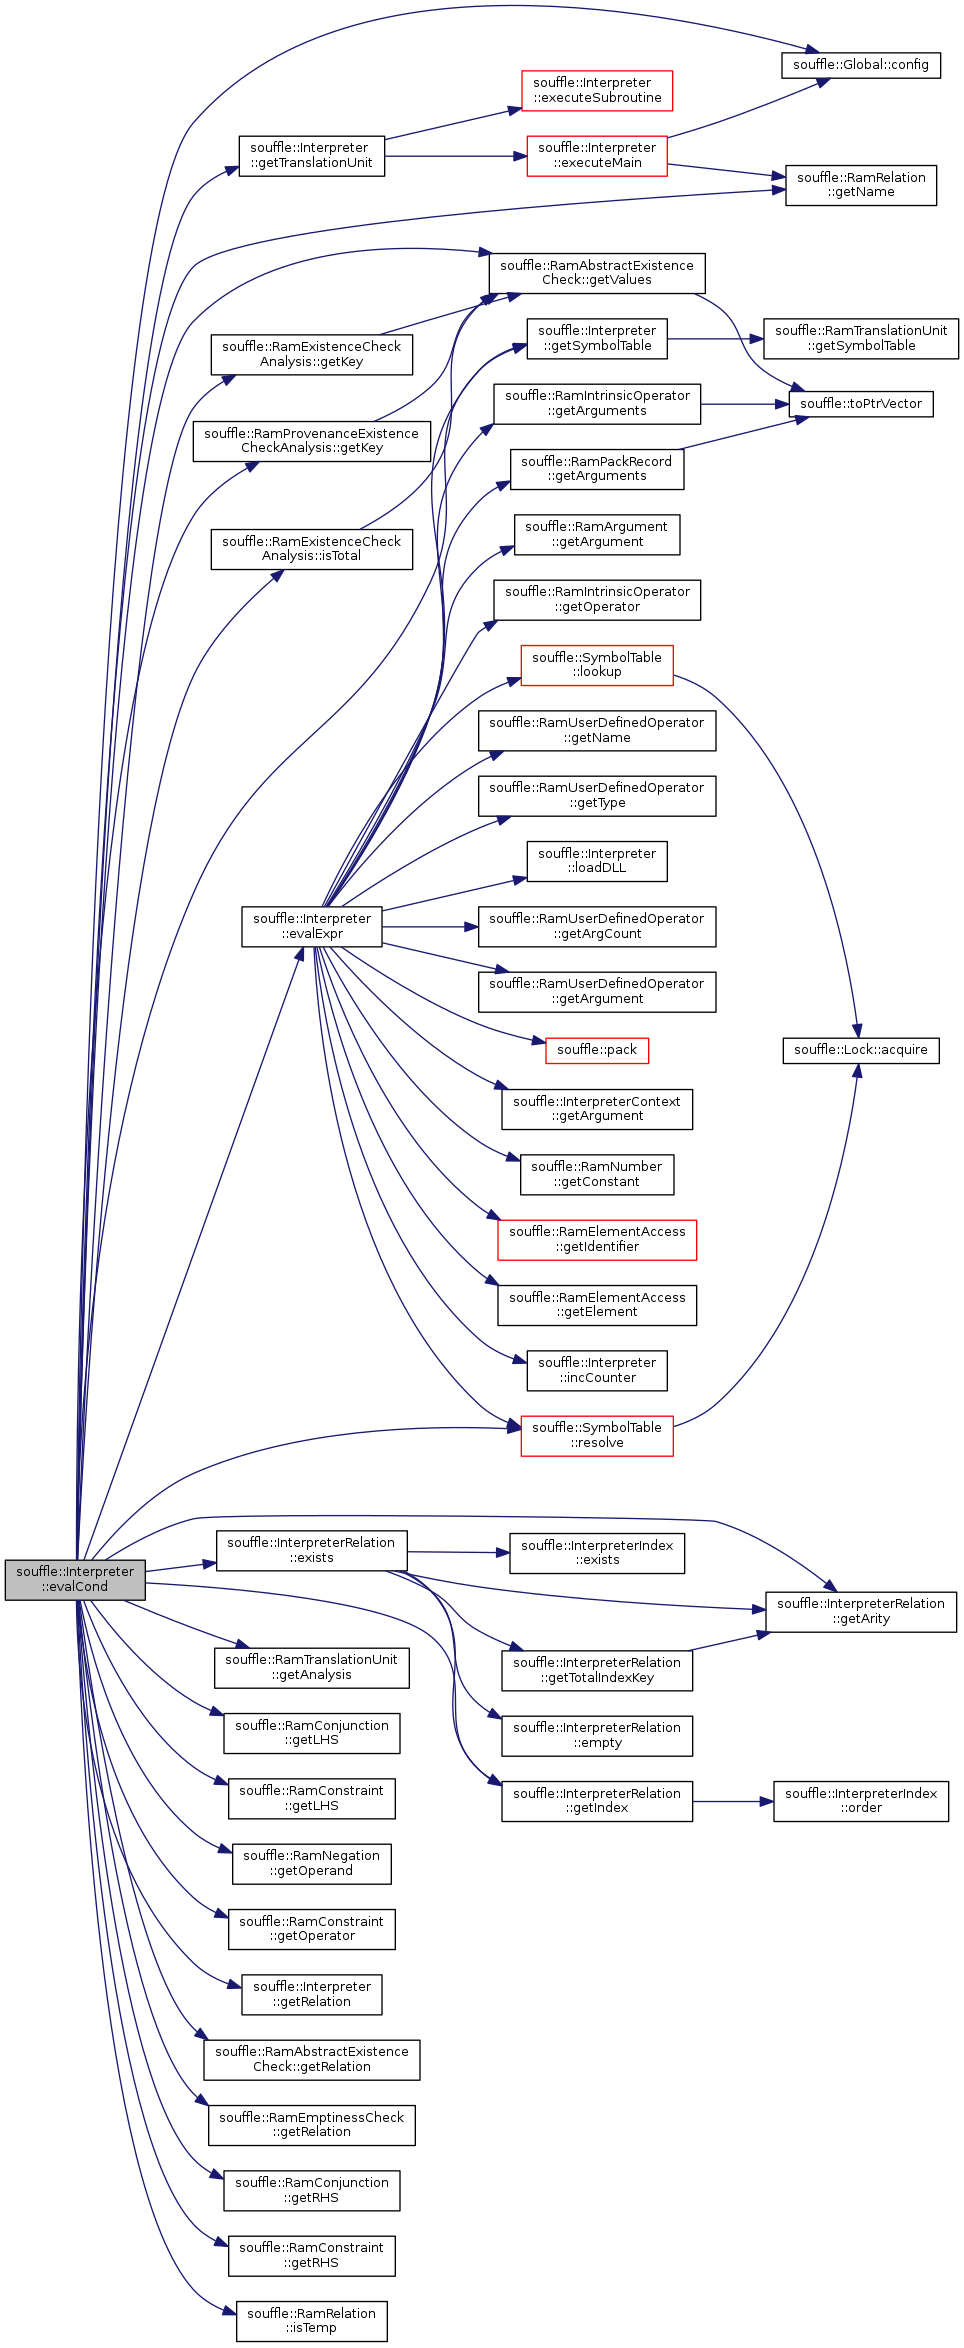 souffle::Global::config
souffle::Interpreter
::executeSubroutine
souffle::Interpreter
::getTranslationUnit
souffle::Interpreter
::executeMain
souffle::RamRelation
::getName
souffle::RamAbstractExistence
Check::getValues
souffle::Interpreter
::getSymbolTable
souffle::RamTranslationUnit
::getSymbolTable
souffle::RamExistenceCheck
Analysis::getKey
souffle::RamIntrinsicOperator
::getArguments
souffle::toPtrVector
souffle::RamProvenanceExistence
CheckAnalysis::getKey
souffle::RamPackRecord
::getArguments
souffle::RamExistenceCheck
Analysis::isTotal
souffle::RamArgument
::getArgument
souffle::RamIntrinsicOperator
::getOperator
souffle::SymbolTable
::lookup
souffle::RamUserDefinedOperator
::getName
souffle::RamUserDefinedOperator
::getType
souffle::Interpreter
::loadDLL
souffle::Interpreter
::evalExpr
souffle::RamUserDefinedOperator
::getArgCount
souffle::RamUserDefinedOperator
::getArgument
souffle::pack
souffle::Lock::acquire
souffle::InterpreterContext
::getArgument
souffle::RamNumber
::getConstant
souffle::RamElementAccess
::getIdentifier
souffle::RamElementAccess
::getElement
souffle::Interpreter
::incCounter
souffle::SymbolTable
::resolve
souffle::Interpreter
::evalCond
souffle::InterpreterRelation
::exists
souffle::InterpreterIndex
::exists
souffle::InterpreterRelation
::getArity
souffle::RamTranslationUnit
::getAnalysis
souffle::InterpreterRelation
::getTotalIndexKey
souffle::RamConjunction
::getLHS
souffle::InterpreterRelation
::empty
souffle::RamConstraint
::getLHS
souffle::InterpreterRelation
::getIndex
souffle::InterpreterIndex
::order
souffle::RamNegation
::getOperand
souffle::RamConstraint
::getOperator
souffle::Interpreter
::getRelation
souffle::RamAbstractExistence
Check::getRelation
souffle::RamEmptinessCheck
::getRelation
souffle::RamConjunction
::getRHS
souffle::RamConstraint
::getRHS
souffle::RamRelation
::isTemp